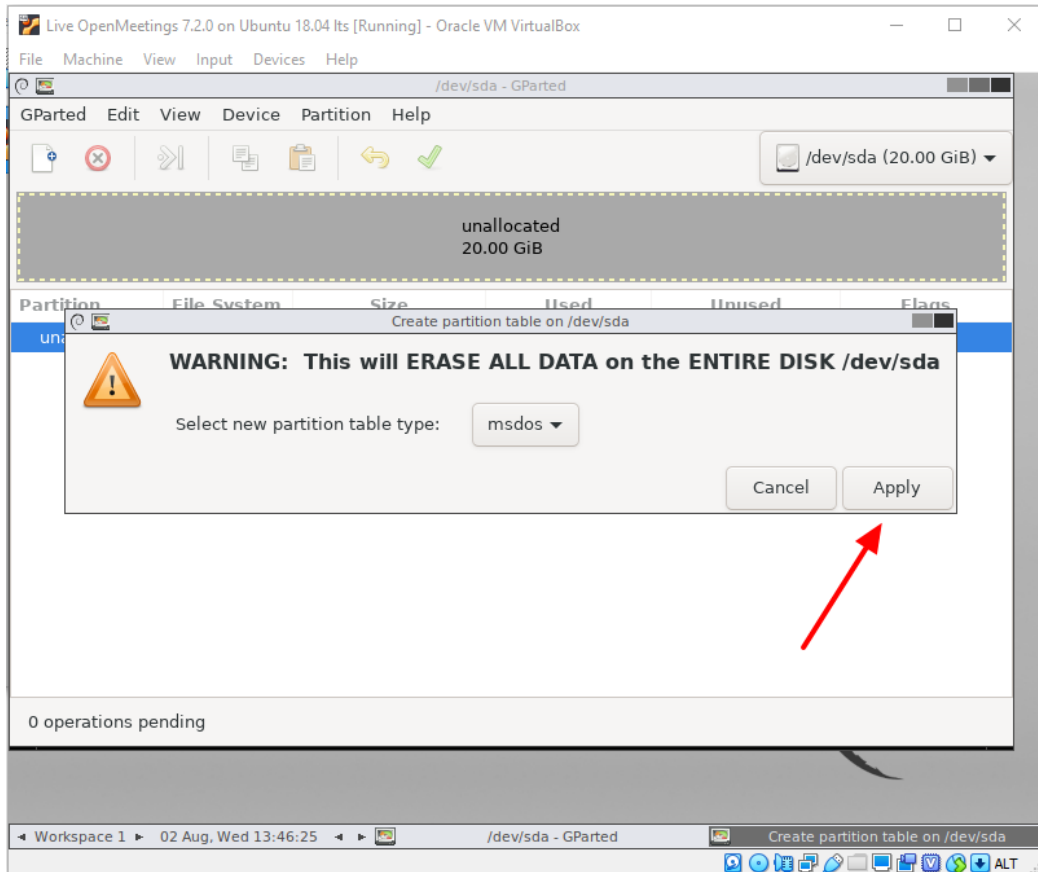 Live OpenMeetings 7.2.0 on Ubuntu 18.04 lts [Running] - Oracle VM VirtualBox
File Machine View Input Devices Help
/dev/sda - GParted
GParted Edit View Device Partition Help
/dev/sda (20.00 GiB)
unallocated
20.00 GiB
Partition File System Size Used Unused Flags
una
Create partition table on /dev/sda
WARNING: This will ERASE ALL DATA on the ENTIRE DISK /dev/sda
Select new partition table type: msdos
Cancel Apply
0 operations pending
Workspace 1 02 Aug, Wed 13:46:25 /dev/sda - GParted Create partition table on /dev/sda
ALT